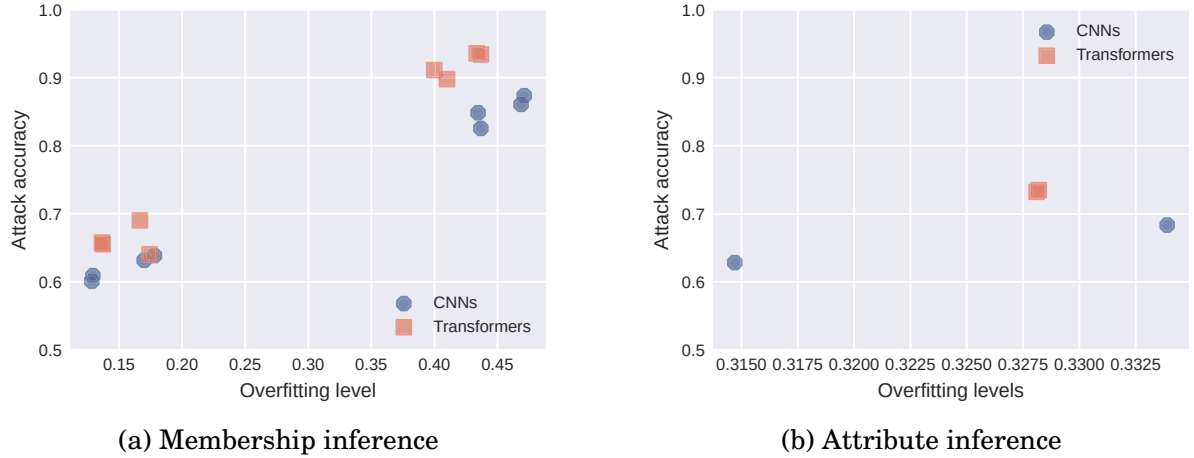 1.0
0.9
0.8
0.7
0.6
0.5
Attack accuracy
0.15 0.20 0.25 0.30 0.35 0.40 0.45
Overfitting level
CNNs
Transformers
(a) Membership inference
1.0
0.9
0.8
0.7
0.6
0.5
Attack accuracy
0.3150 0.3175 0.3200 0.3225 0.3250 0.3275 0.3300 0.3325
Overfitting levels
CNNs
Transformers
(b) Attribute inference